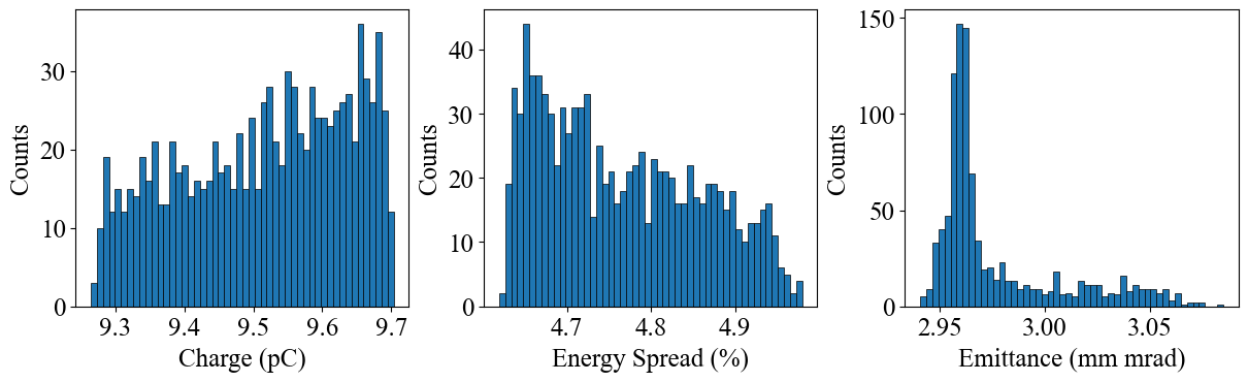 Counts
30
20
10
0
9.3 9.4 9.5 9.6 9.7
Charge (pC)
Counts
40
30
20
10
0
4.7 4.8 4.9
Energy Spread (%)
Counts
150
100
50
0
2.95 3.00 3.05
Emittance (mm mrad)